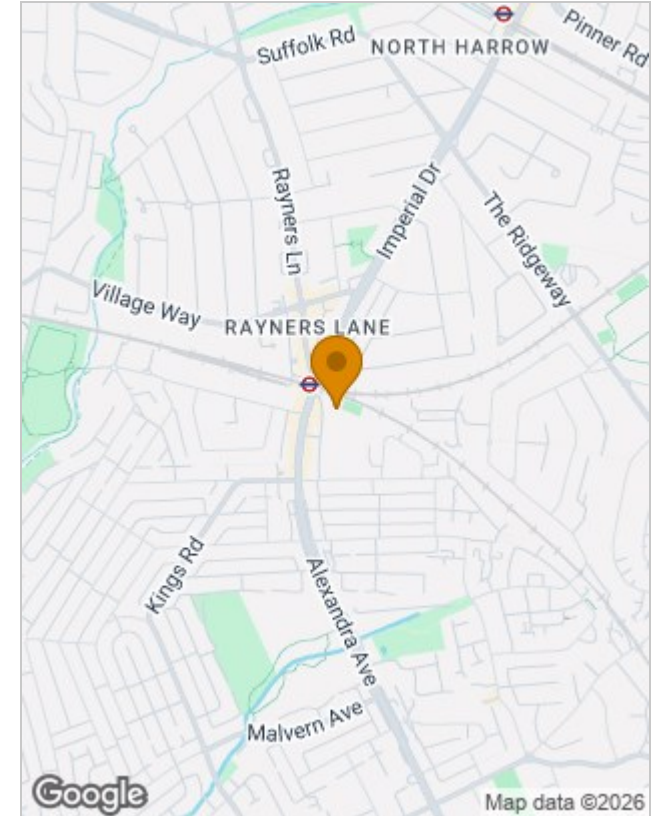 Suffolk Rd
NORTH HARROW
Pinner Rd
Rayners Ln
Imperial Dr
The Ridgeway
Village Way
RAYNERS LANE
Kings Rd
Alexandra Ave
Malvern Ave
Google
Map data ©2026